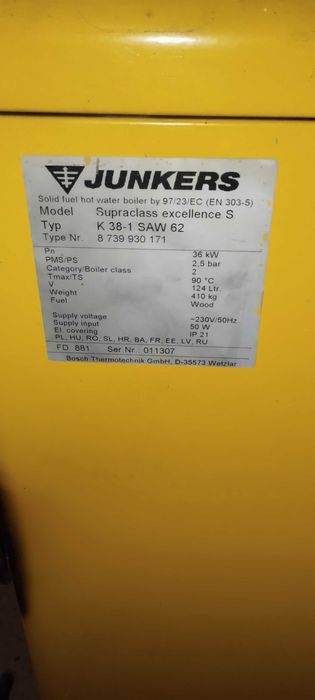 JUNKERS
Solid fuel hot water boiler by 97/23/EC (EN 303-5)
Model Supraclass excellence S
Typ K 38-1 SAW 62
Type Nr. 8 739 930 171
Pn 36 kW
PMS/PS 2,5 bar
Category/Boiler class 2
Tmax/TS 90 °C
V 124 Ltr.
Weight 410 kg
Fuel Wood
Supply voltage ~230V/50Hz
Supply input 50 W
El. covering IP 21
PL, HU, RO, SL, HR, BA, FR, EE, LV, RU
FD 881 Ser Nr.: 011307
Bosch Thermotechnik GmbH, D-35573 Wetzlar